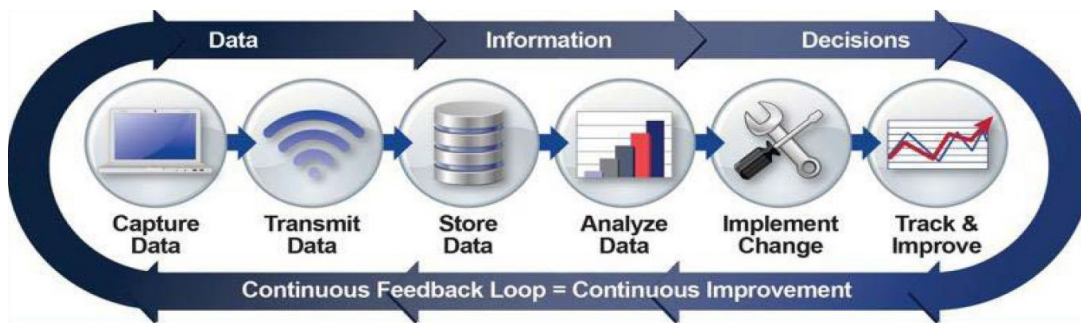 Data Information Decisions
Capture
Data
Transmit
Data
Store
Data
Analyze
Data
Implement
Change
Track &
Improve
Continuous Feedback Loop = Continuous Improvement